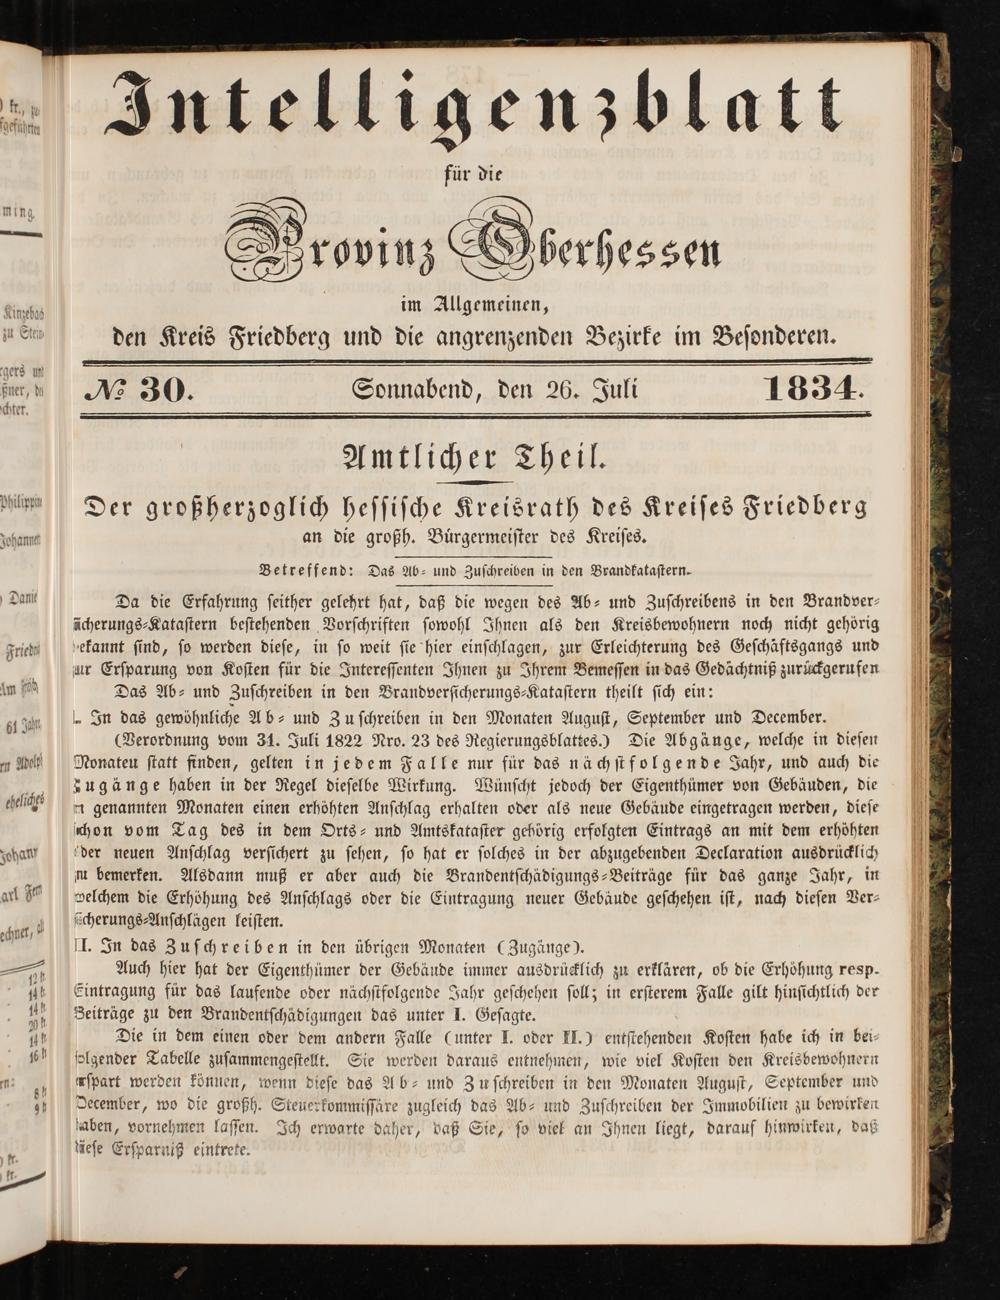 Intelligenzblatt
für die
Provinz Oberhessen
im Allgemeinen,
den Kreis Friedberg und die angrenzenden Bezirke im Besonderen.
№ 30. Sonnabend, den 26. Juli 1834.
Amtlicher Theil.
Der großherzoglich hessische Kreisrath des Kreises Friedberg
an die großh. Bürgermeister des Kreises.
Betreffend: Das Ab- und Zuschreiben in den Brandkatastern.
Da die Erfahrung seither gelehrt hat, daß die wegen des Ab- und Zuschreibens in den Brandver-
sicherungs-Katastern bestehenden Vorschriften sowohl Ihnen als den Kreisbewohnern noch nicht gehörig
bekannt sind, so werden diese, in so weit sie hier einschlagen, zur Erleichterung des Geschäftsgangs und
zur Ersparung von Kosten für die Interessenten Ihnen zu Ihrem Bemessen in das Gedächtniß zurückgerufen
Das Ab- und Zuschreiben in den Brandversicherungs-Katastern theilt sich ein:
I. In das gewöhnliche Ab- und Zuschreiben in den Monaten August, September und December.
(Verordnung vom 31. Juli 1822 Nro. 23 des Regierungsblattes.) Die Abgänge, welche in diesen
Monaten statt finden, gelten in jedem Falle nur für das nächstfolgende Jahr, und auch die
Zugänge haben in der Regel dieselbe Wirkung. Wünscht jedoch der Eigenthümer von Gebäuden, die
in genannten Monaten einen erhöhten Anschlag erhalten oder als neue Gebäude eingetragen werden, diese
schon vom Tag des in dem Orts- und Amtskataster gehörig erfolgten Eintrags an mit dem erhöhten
oder neuen Anschlag versichert zu sehen, so hat er solches in der abzugebenden Declaration ausdrücklich
zu bemerken. Alsdann muß er aber auch die Brandentschädigungs-Beiträge für das ganze Jahr, in
welchem die Erhöhung des Anschlags oder die Eintragung neuer Gebäude geschehen ist, nach diesen Ver-
sicherungs-Anschlägen leisten.
II. In das Zuschreiben in den übrigen Monaten (Zugänge).
Auch hier hat der Eigenthümer der Gebäude immer ausdrücklich zu erklären, ob die Erhöhung resp.
Eintragung für das laufende oder nächstfolgende Jahr geschehen soll; in ersterem Falle gilt hinsichtlich der
Beiträge zu den Brandentschädigungen das unter I. Gesagte.
Die in dem einen oder dem andern Falle (unter I. oder II.) entstehenden Kosten habe ich in bei-
folgender Tabelle zusammengestellt. Sie werden daraus entnehmen, wie viel Kosten den Kreisbewohnern
erspart werden können, wenn diese das Ab- und Zuschreiben in den Monaten August, September und
December, wo die großh. Steuerkommissäre zugleich das Ab- und Zuschreiben der Immobilien zu bewirken
haben, vornehmen lassen. Ich erwarte daher, daß Sie, so viel an Ihnen liegt, darauf hinwirken, daß
diese Ersparniß eintrete.